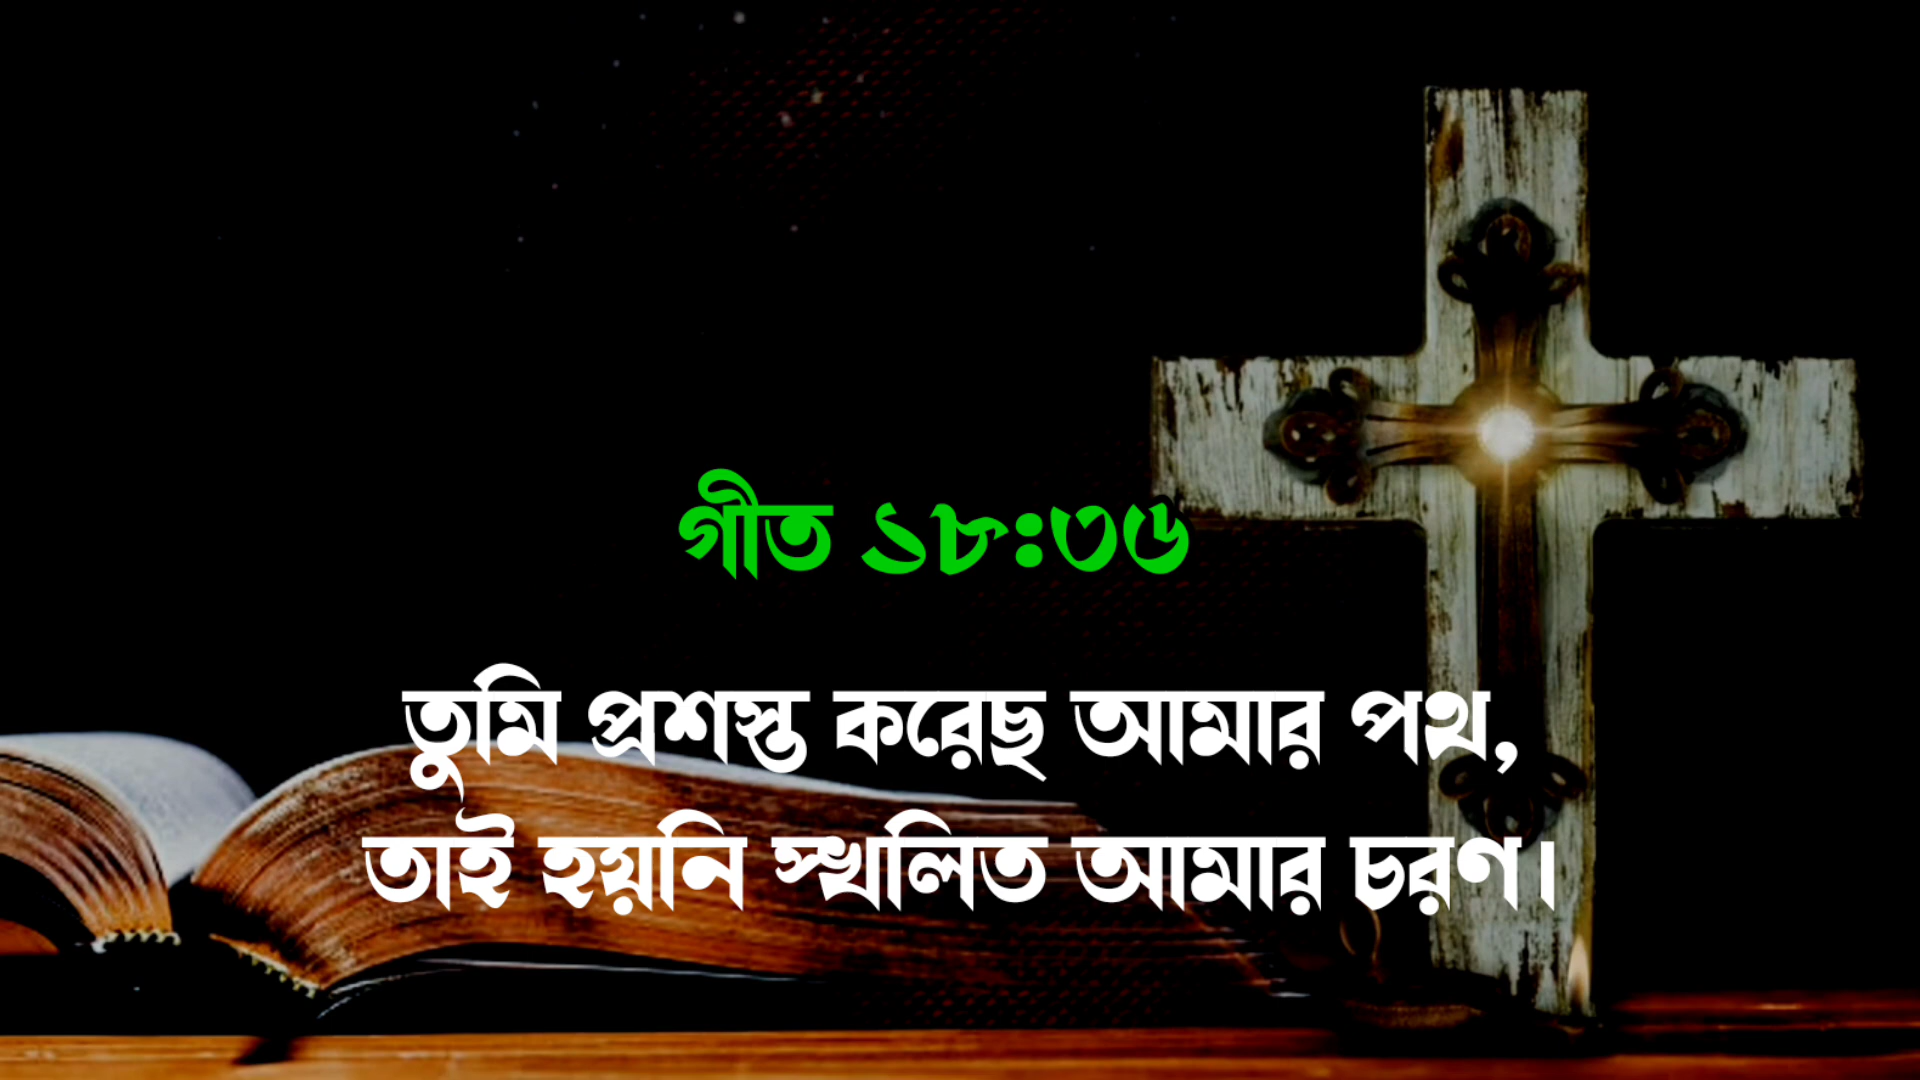 গীত ১৮:৩৬
তুমি প্রশস্ত করেছ আমার পথ,
তাই হয়নি স্খলিত আমার চরণ।